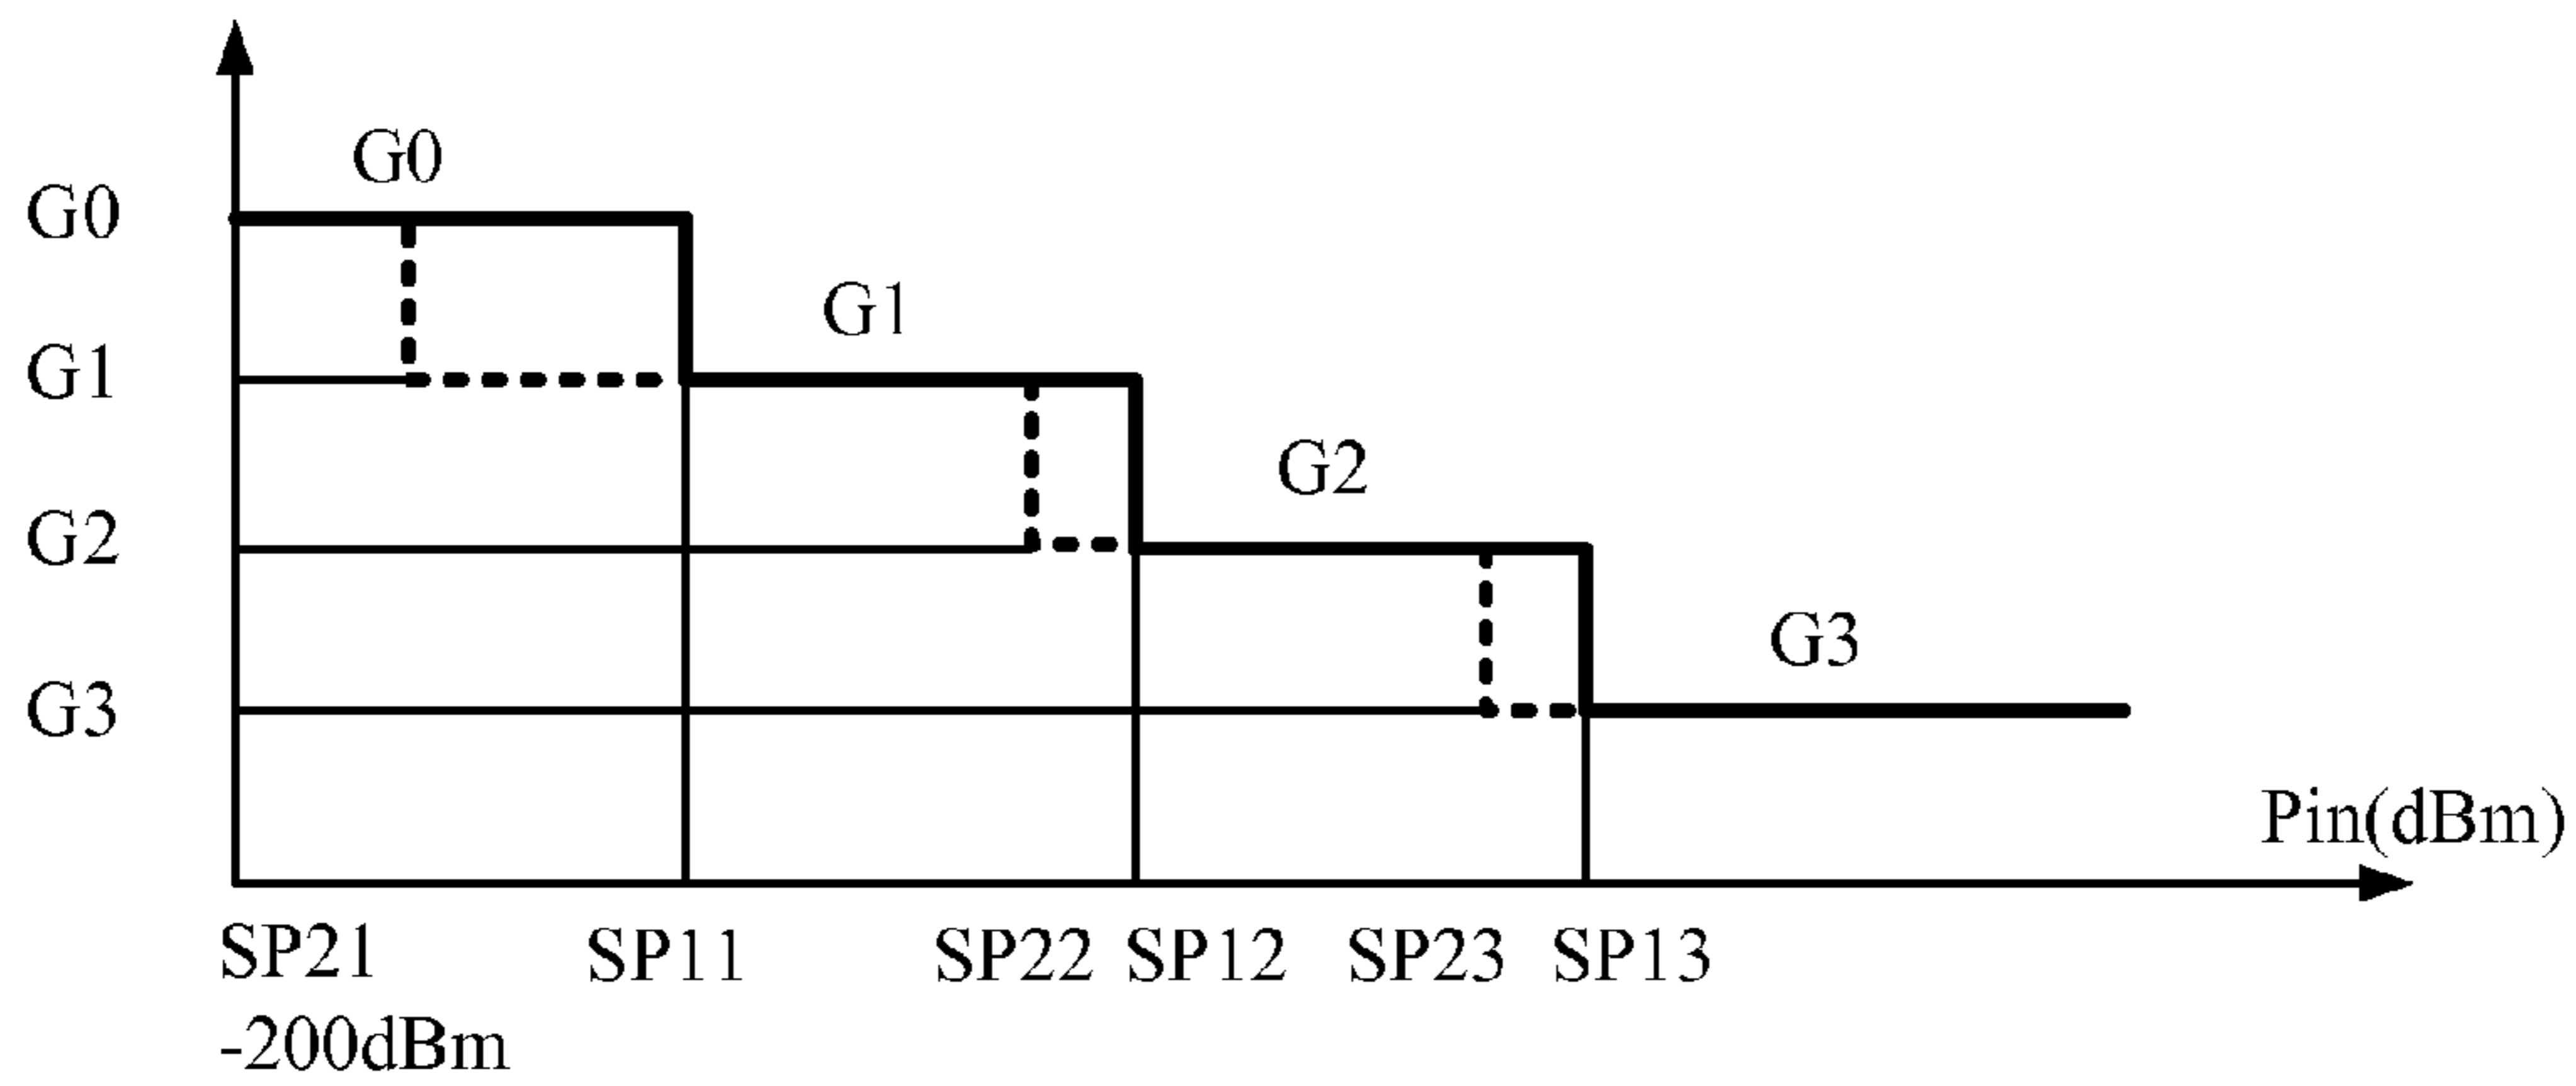 G0
G0
G1
G1
G2
G2
G3
G3
Pin(dBm)
SP21 SP11 SP22 SP12 SP23 SP13
-200dBm